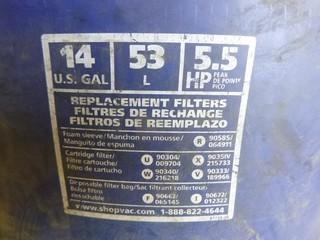 14 53 5.5
U.S. GAL L HP PEAK DE POINTE PICO
REPLACEMENT FILTERS
FILTRES DE RECHANGE
FILTROS DE REEMPLAZO
Foam sleeve/Manchon en mousse/ R 90585/
Manguito de espuma 064911
Cartridge filter/ U 90304/ X 90350/
Filtre cartouche/ 009704 215733
Filtro de cartucho W 90340/ V 90333/
216218 189966
Disposable filter bag/Sac filtrant collecteur/
Bolsa filtro F 90662/ I 90672/
desechable 065145 012322
www.shopvac.com 1-888-822-4644